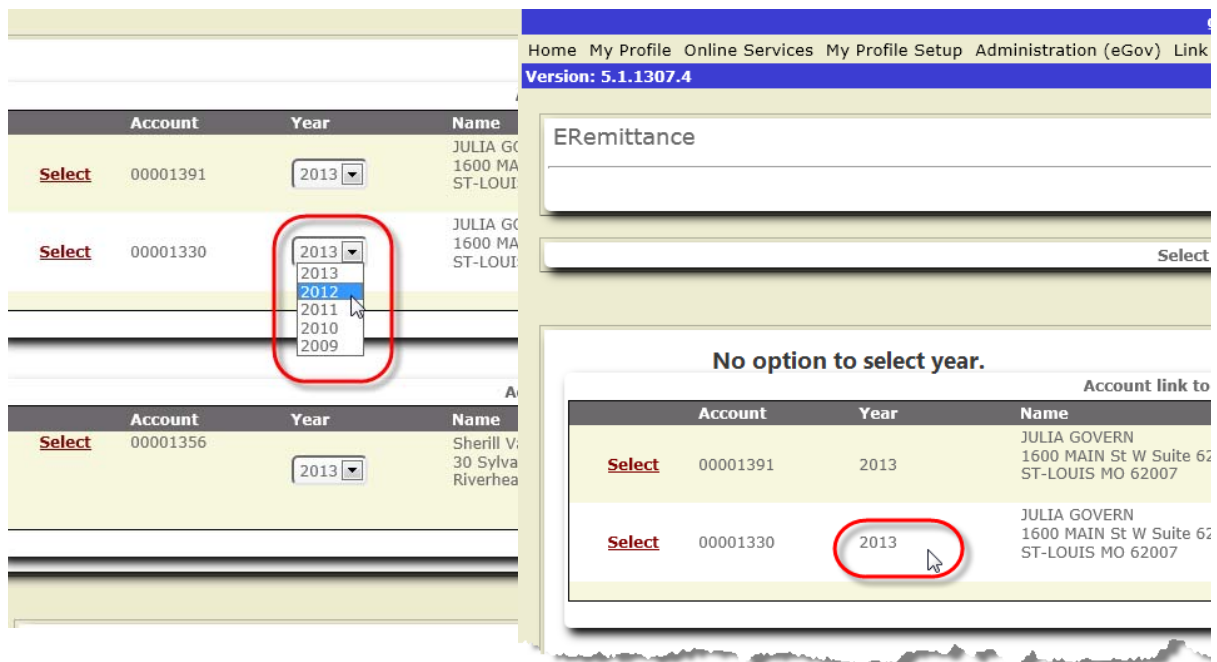 Account Year Name
Select 00001391 2013 JULIA GO
1600 MA
ST-LOUI
Select 00001330 2013 JULIA GO
1600 MA
ST-LOUI
2013
2012
2011
2010
2009
A
Account Year Name
Select 00001356 2013 Sherill Va
30 Sylva
Riverhea
Home My Profile Online Services My Profile Setup Administration (eGov) Link
Version: 5.1.1307.4
ERemittance
Select
No option to select year.
Account link to
Account Year Name
Select 00001391 2013 JULIA GOVERN
1600 MAIN St W Suite 62
ST-LOUIS MO 62007
Select 00001330 2013 JULIA GOVERN
1600 MAIN St W Suite 62
ST-LOUIS MO 62007